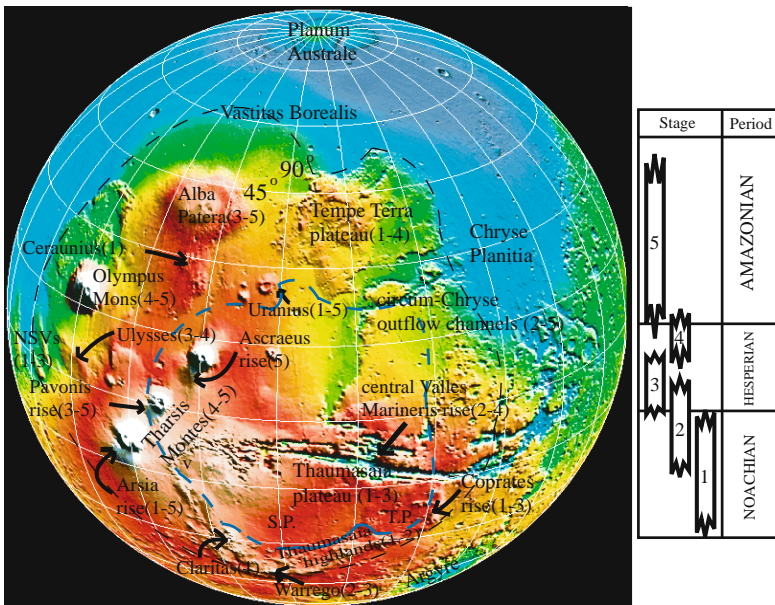 Planum
Australe
Vastitas Borealis
90°
45°
Alba
Patera(3-5)
Tempe Terra
plateau(1-4)
Chryse
Planitia
Ceraunius(1)
Olympus
Mons(4-5)
Uranius(1-5)
circum-Chryse
outflow channels (2-5)
NSVs
(1-3)
Ulysses(3-4)
Ascraeus
rise(5)
Pavonis
rise(3-5)
Tharsis
Montes(4-5)
central Valles
Marineris rise(2-4)
Arsia
rise(1-5)
Thaumasaia
plateau (1-3)
Coprates
rise(1-3)
S.P.
T.P.
Thaumasaia
highlands(1-2)
Claritas(1)
Warrego(2-3)
Argyre
Stage
Period
5
4
3
2
1
AMAZONIAN
HESPERIAN
NOACHIAN